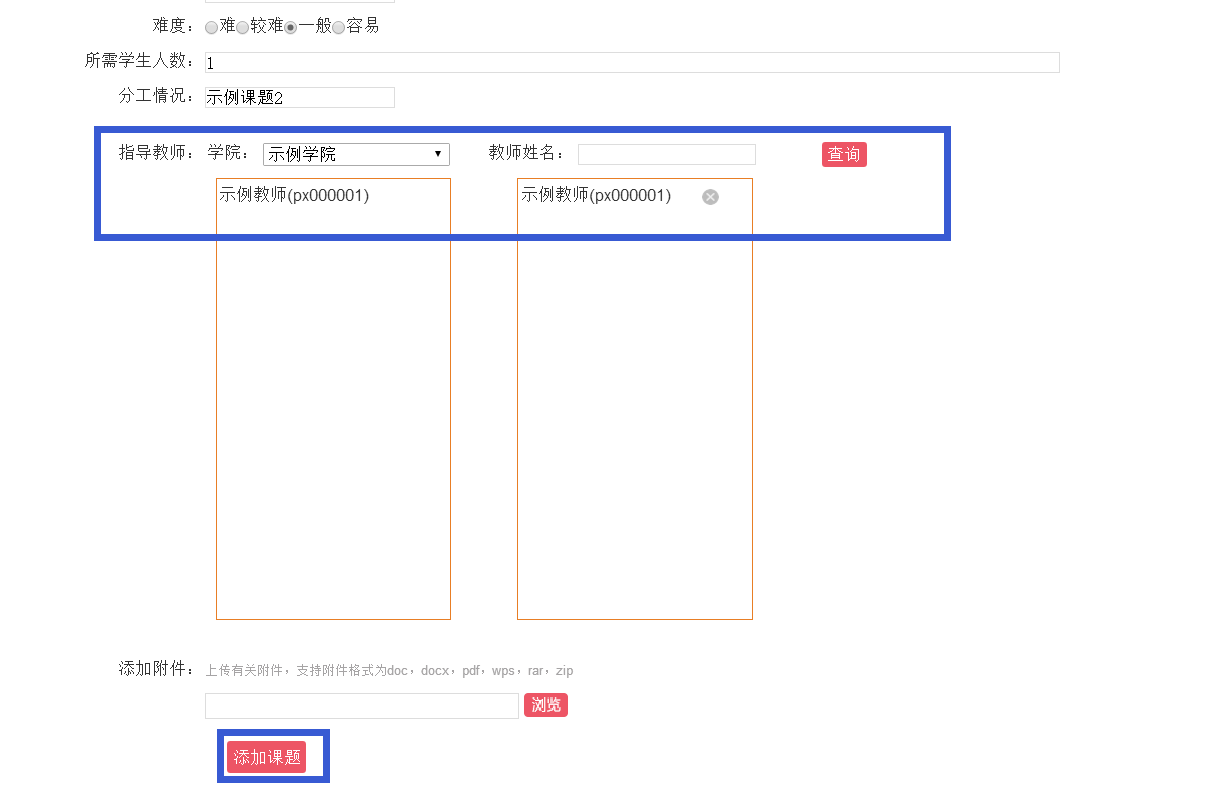 难度： 难 较难 一般 容易
所需学生人数： 1
分工情况： 示例课题2
指导教师： 学院： 示例学院 教师姓名： 查询
示例教师(px000001) 示例教师(px000001)
添加附件： 上传有关附件，支持附件格式为doc，docx，pdf，wps，rar，zip
浏览
添加课题